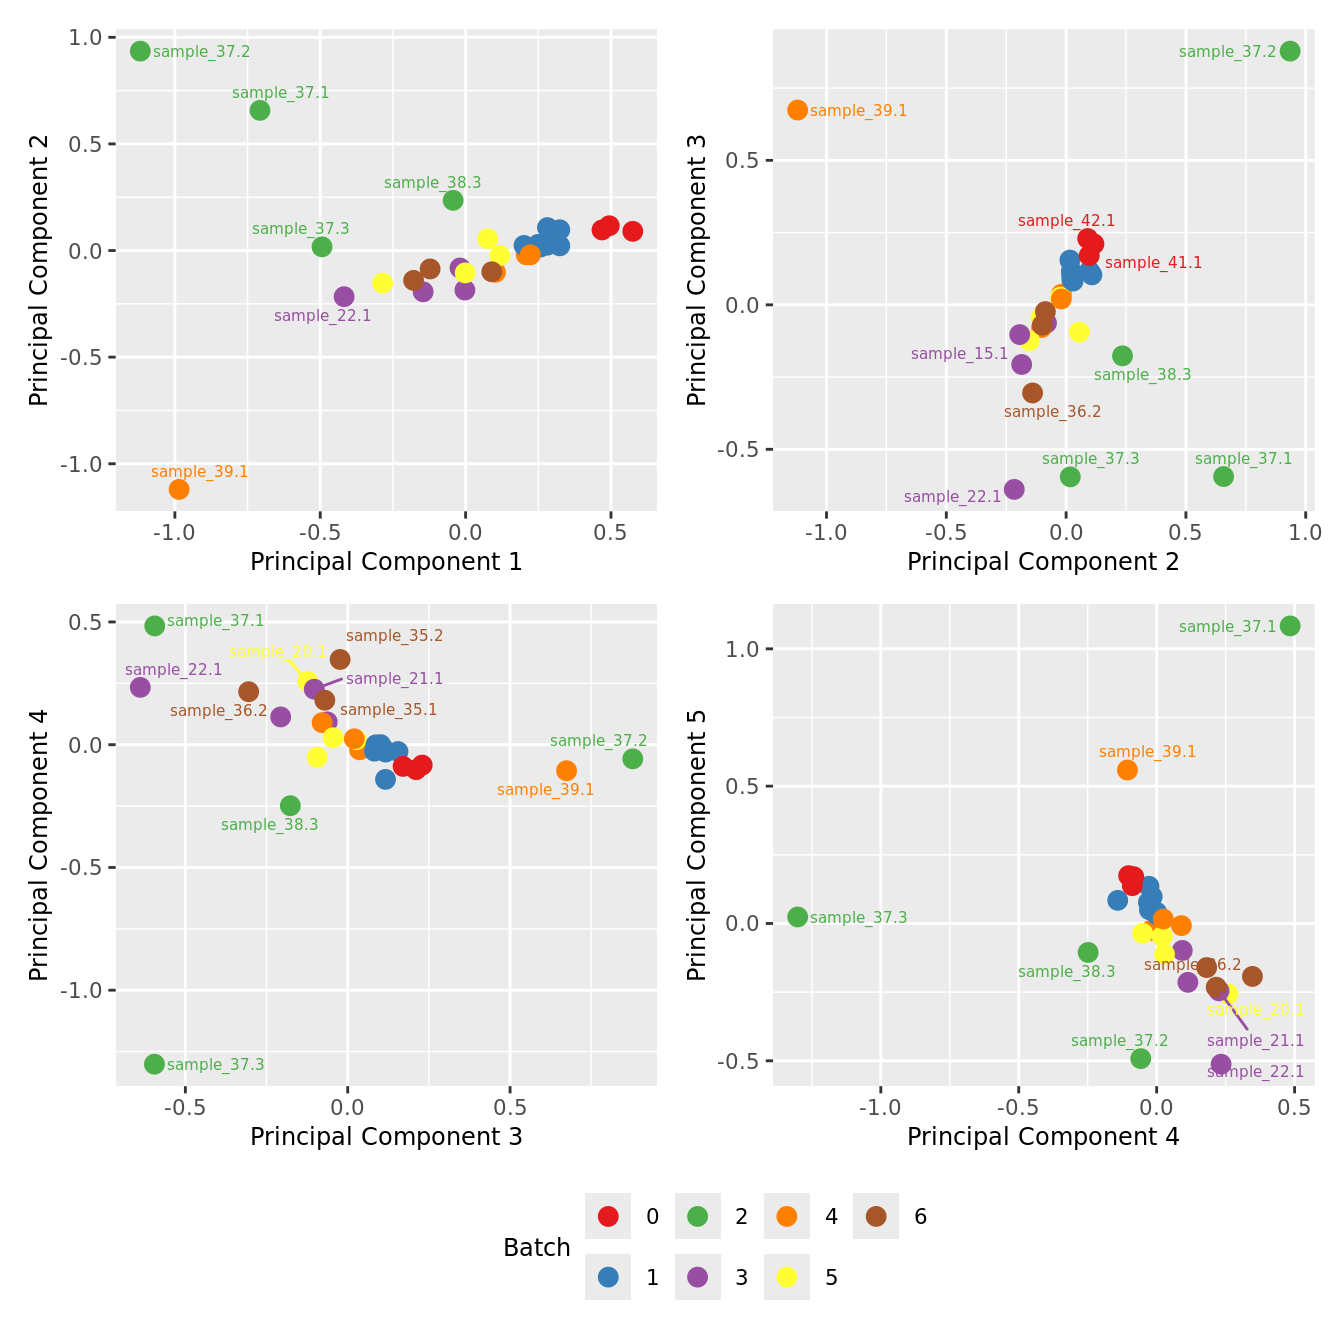 1.0
0.5
0.0
-0.5
-1.0
Principal Component 2
sample_37.2
sample_37.1
sample_38.3
sample_37.3
sample_22.1
sample_39.1
-1.0 -0.5 0.0 0.5
Principal Component 1
0.5
0.0
-0.5
Principal Component 3
sample_37.2
sample_39.1
sample_42.1
sample_41.1
sample_15.1
sample_38.3
sample_36.2
sample_37.3 sample_37.1
sample_22.1
-1.0 -0.5 0.0 0.5 1.0
Principal Component 2
0.5
0.0
-0.5
-1.0
Principal Component 4
sample_37.1
sample_35.2
sample_20.1
sample_22.1
sample_21.1
sample_36.2 sample_35.1
sample_37.2
sample_39.1
sample_38.3
sample_37.3
-0.5 0.0 0.5
Principal Component 3
1.0
0.5
0.0
-0.5
Principal Component 5
sample_37.1
sample_39.1
sample_37.3
sample_36.2
sample_38.3
sample_20.1
sample_37.2 sample_21.1
sample_22.1
-1.0 -0.5 0.0 0.5
Principal Component 4
Batch
0 2 4 6
1 3 5